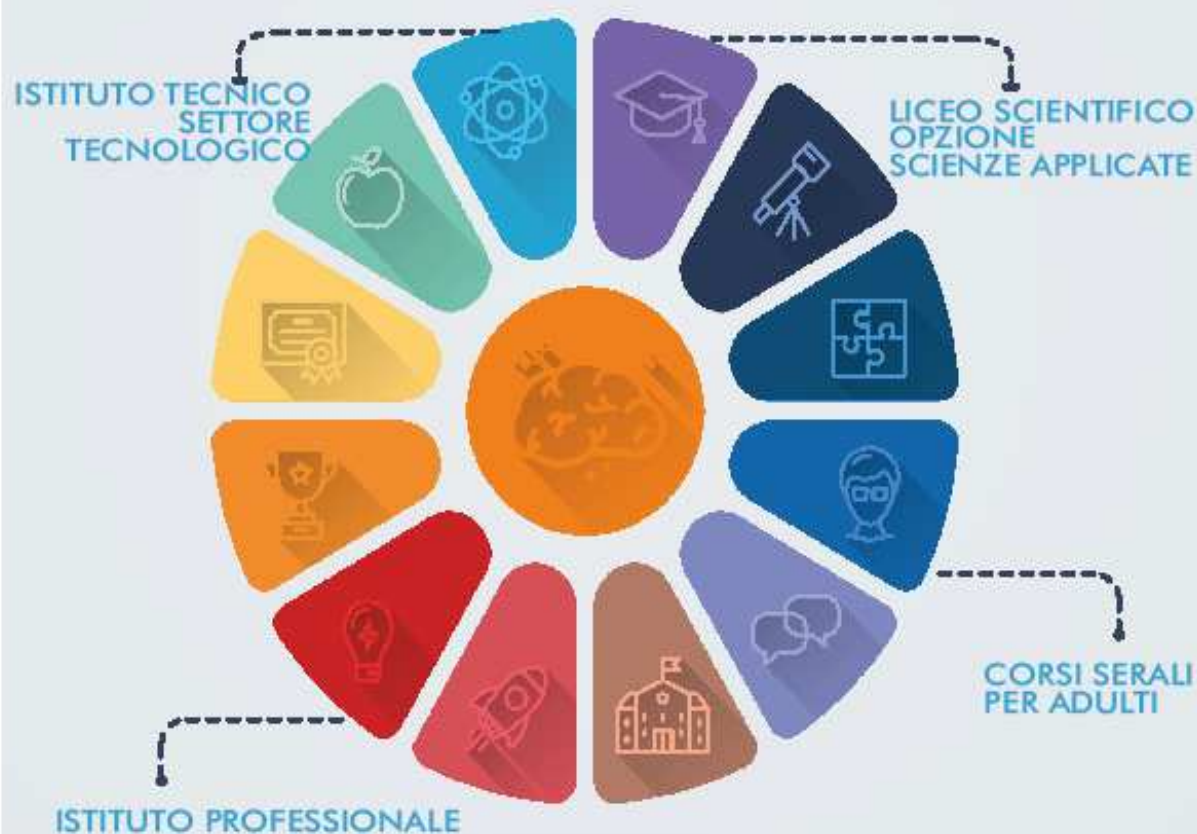 ISTITUTO TECNICO
SETTORE
TECNOLOGICO
LICEO SCIENTIFICO
OPZIONE
SCIENZE APPLICATE
CORSI SERALI
PER ADULTI
ISTITUTO PROFESSIONALE